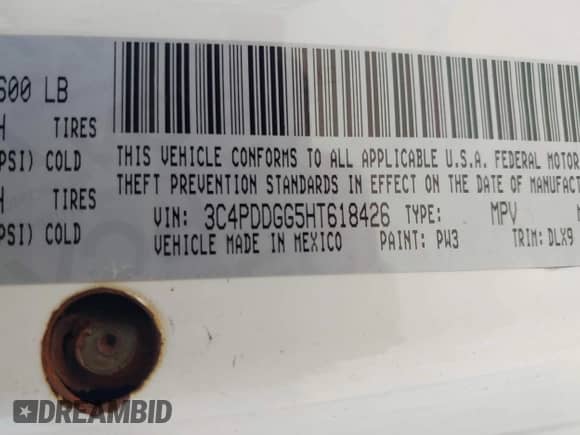 600 LB
TIRES
PSI) COLD
TIRES
PSI) COLD
THIS VEHICLE CONFORMS TO ALL APPLICABLE U.S.A. FEDERAL MOTOR
THEFT PREVENTION STANDARDS IN EFFECT ON THE DATE OF MANUFACT
VIN: 3C4PDDGG5HT618426 TYPE: MPV
VEHICLE MADE IN MEXICO PAINT: PW3 TRIM: DLX9
DREAMBID